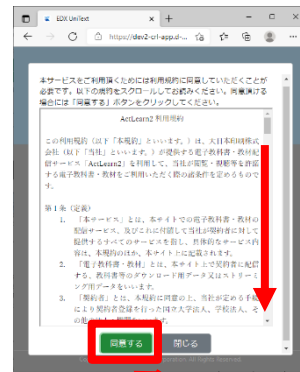 EDX UniText
https://dev2-crl-app.d-...
本サービスをご利用頂くためには利用規約に同意していただくことが
必要です。以下の規約をスクロールしてお読みください。同意頂ける
場合には「同意する」ボタンをクリックしてください。
ActLearn2 利用規約
この利用規約（以下「本規約」といいます。）は、大日本印刷株式
会社（以下「当社」といいます。）が提供する電子教科書・教材配
信サービス「ActLearn2」を利用して、当社が閲覧・視聴等を許諾
する電子教科書・教材をご利用いただく際の諸条件を定めるもので
す。
第 1 条（定義）
1. 「本サービス」とは、本サイトでの電子教科書・教材の
配信サービス、及びこれに付随して当社が契約者に対して
提供するすべてのサービスを指し、具体的なサービス内
容は、本規約のほか、本サイト上に記載されます。
2. 「電子教科書・教材」とは、本サイト上で契約者に配信
する、教科書等のダウンロード用データ又はストリーミ
ング用データをいいます。
3. 「契約者」とは、本規約に同意の上、当社が定める手続
により契約者登録を行った国立大学法人、学校法人、そ
同意する
閉じる
poration. All Rights Reserved.